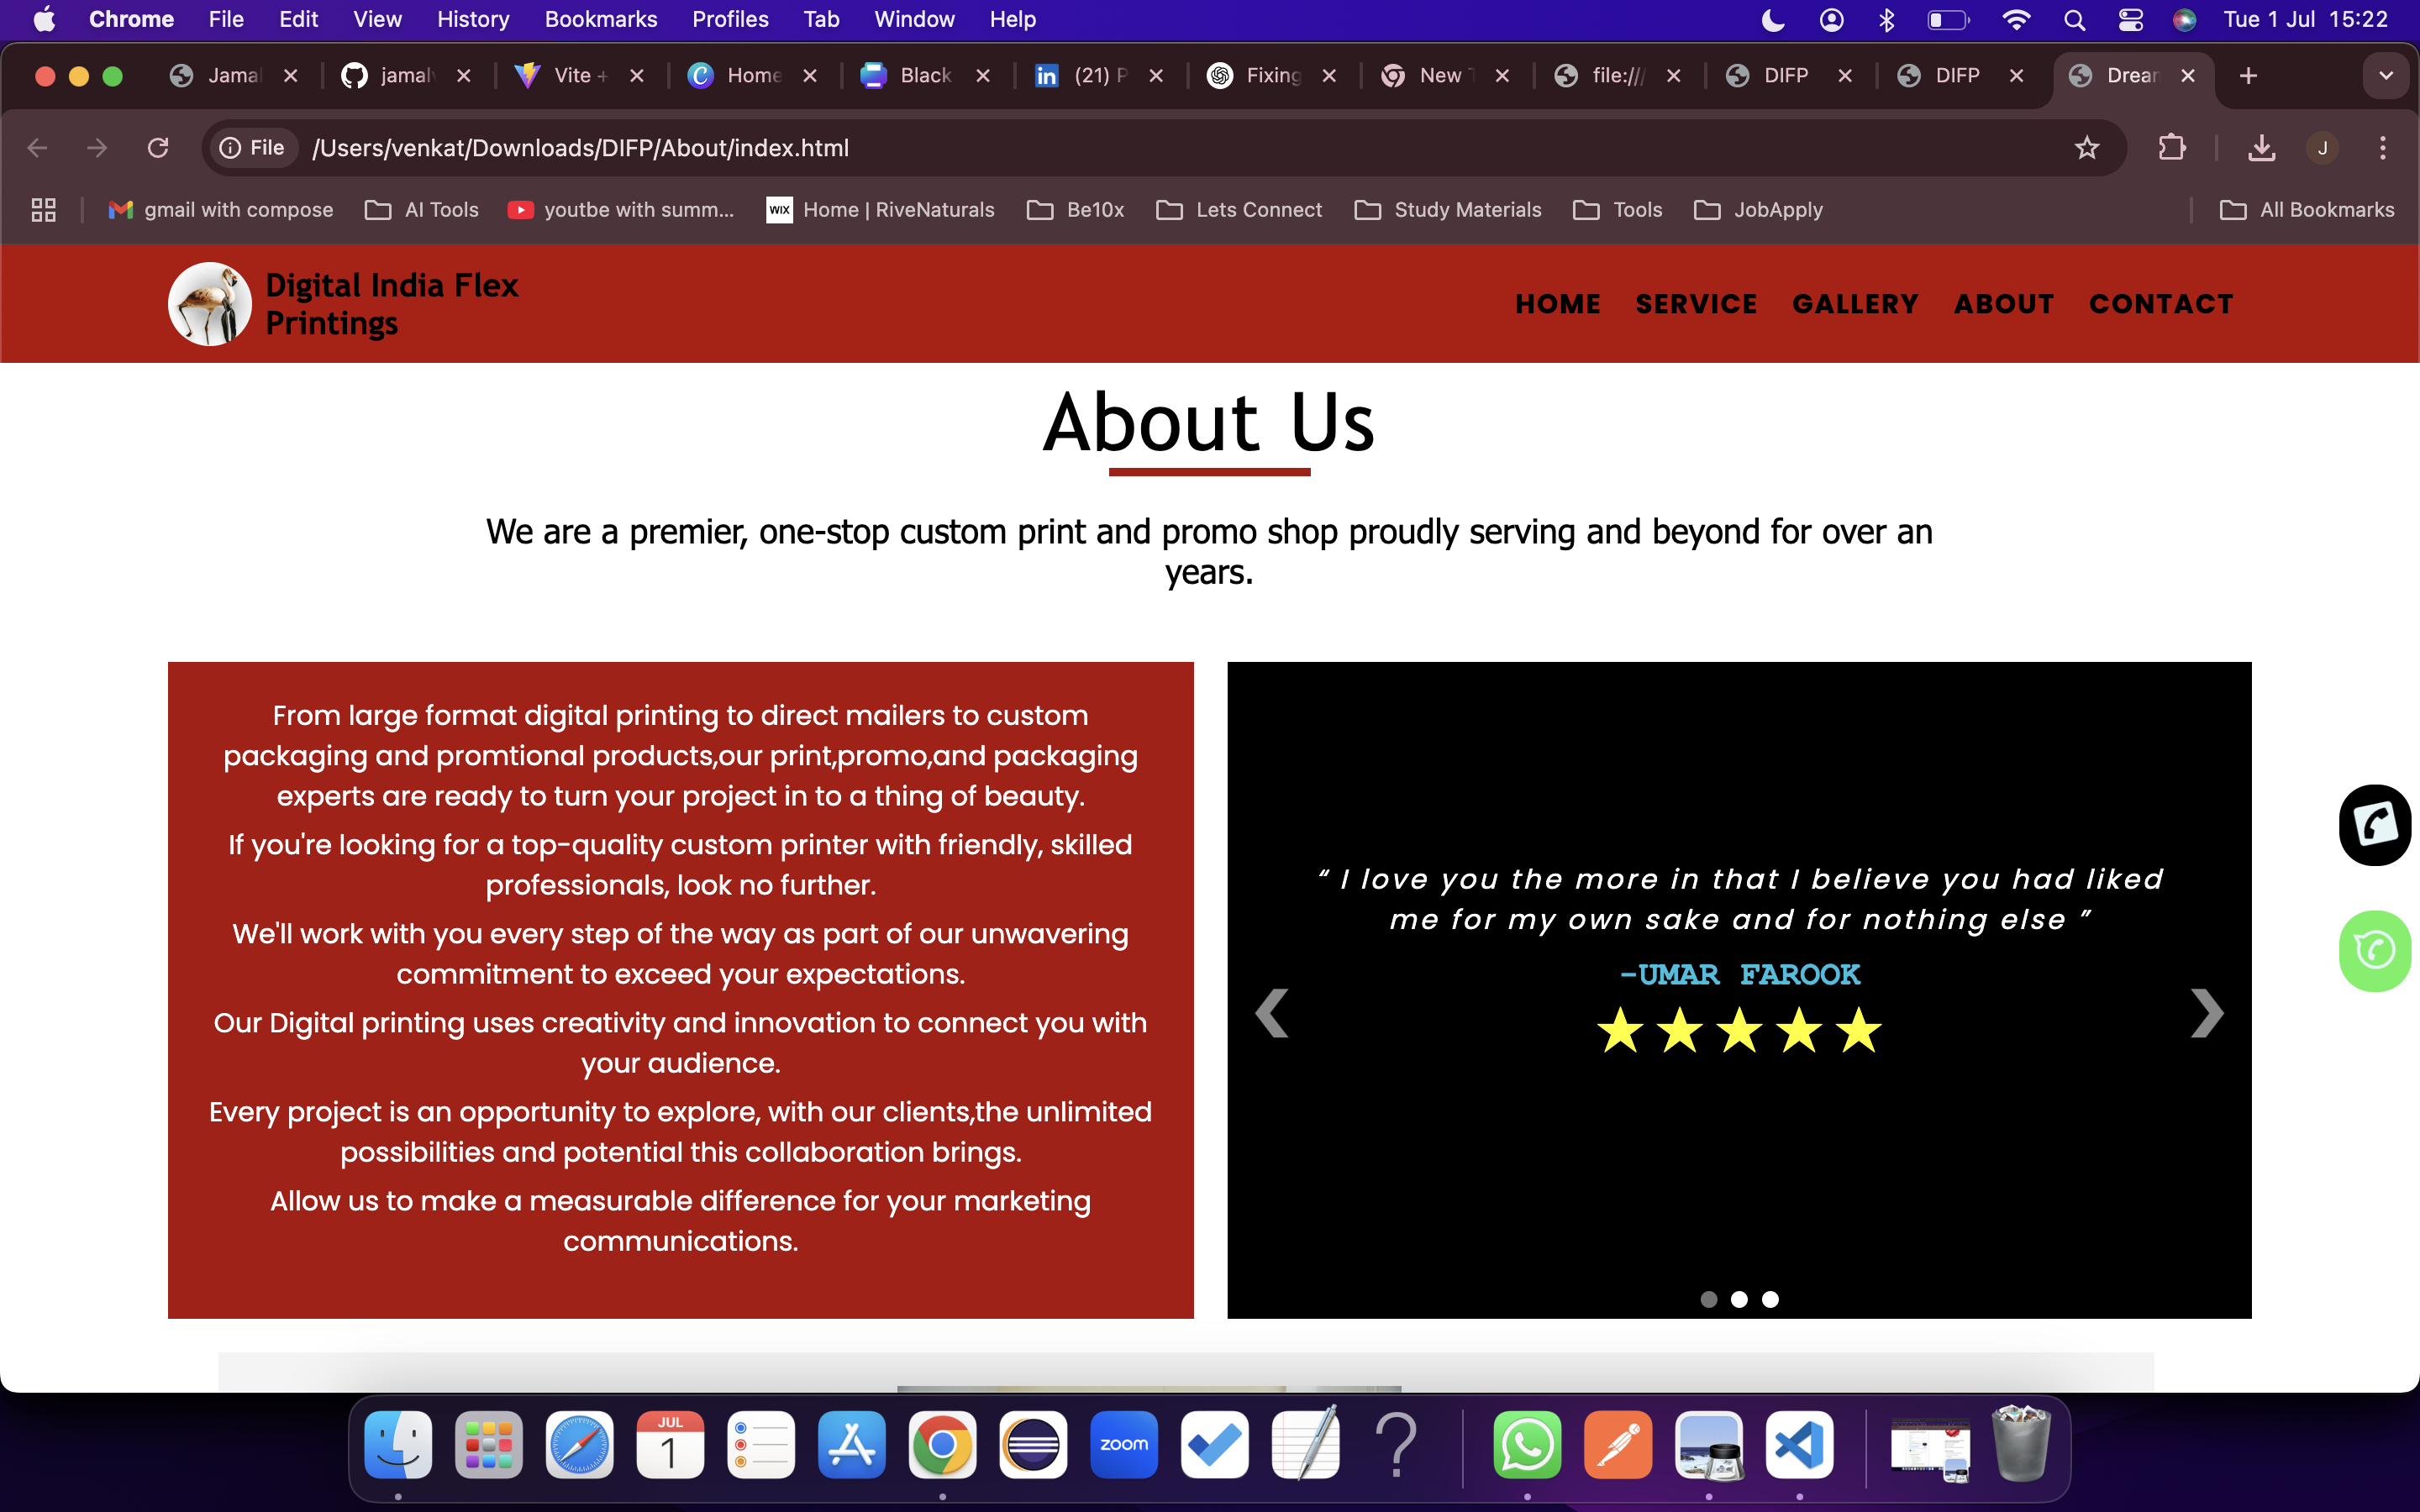 Chrome File Edit View History Bookmarks Profiles Tab Window Help Tue 1 Jul 15:22
Jamal jamalv Vite + Home Black (21) P Fixing New T file:/// DIFP DIFP Drear
File /Users/venkat/Downloads/DIFP/About/index.html J
gmail with compose AI Tools youtbe with summ... WIX Home | RiveNaturals Be10x Lets Connect Study Materials Tools JobApply All Bookmarks
Digital India Flex
Printings
HOME SERVICE GALLERY ABOUT CONTACT
About Us
We are a premier, one-stop custom print and promo shop proudly serving and beyond for over an
years.
From large format digital printing to direct mailers to custom
packaging and promtional products,our print,promo,and packaging
experts are ready to turn your project in to a thing of beauty.
If you're looking for a top-quality custom printer with friendly, skilled
professionals, look no further.
We'll work with you every step of the way as part of our unwavering
commitment to exceed your expectations.
Our Digital printing uses creativity and innovation to connect you with
your audience.
Every project is an opportunity to explore, with our clients,the unlimited
possibilities and potential this collaboration brings.
Allow us to make a measurable difference for your marketing
communications.
“ I love you the more in that I believe you had liked
me for my own sake and for nothing else ”
-UMAR FAROOK
❮ ❯
★ ★ ★ ★ ★
JUL
1
zoom
?